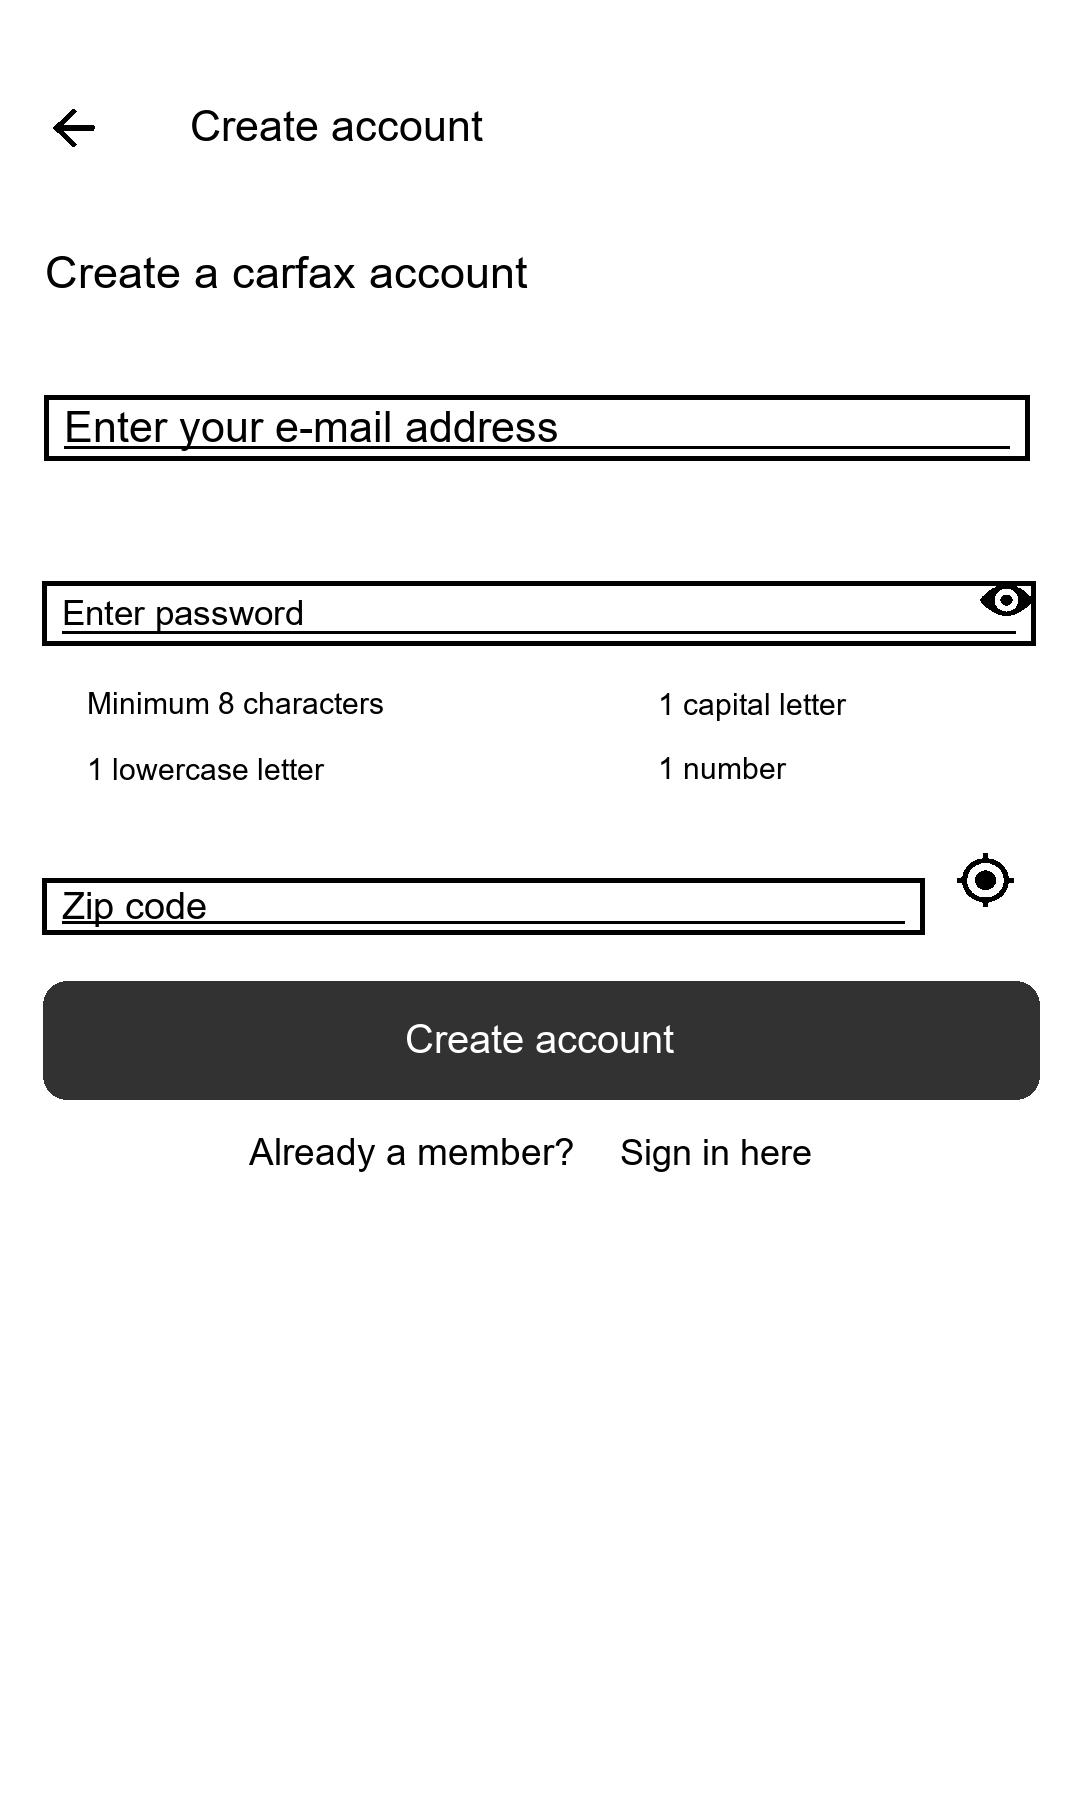 Create account
Create a carfax account
Enter your e-mail address
Enter password
Minimum 8 characters
1 capital letter
1 lowercase letter
1 number
Zip code
Create account
Already a member? Sign in here